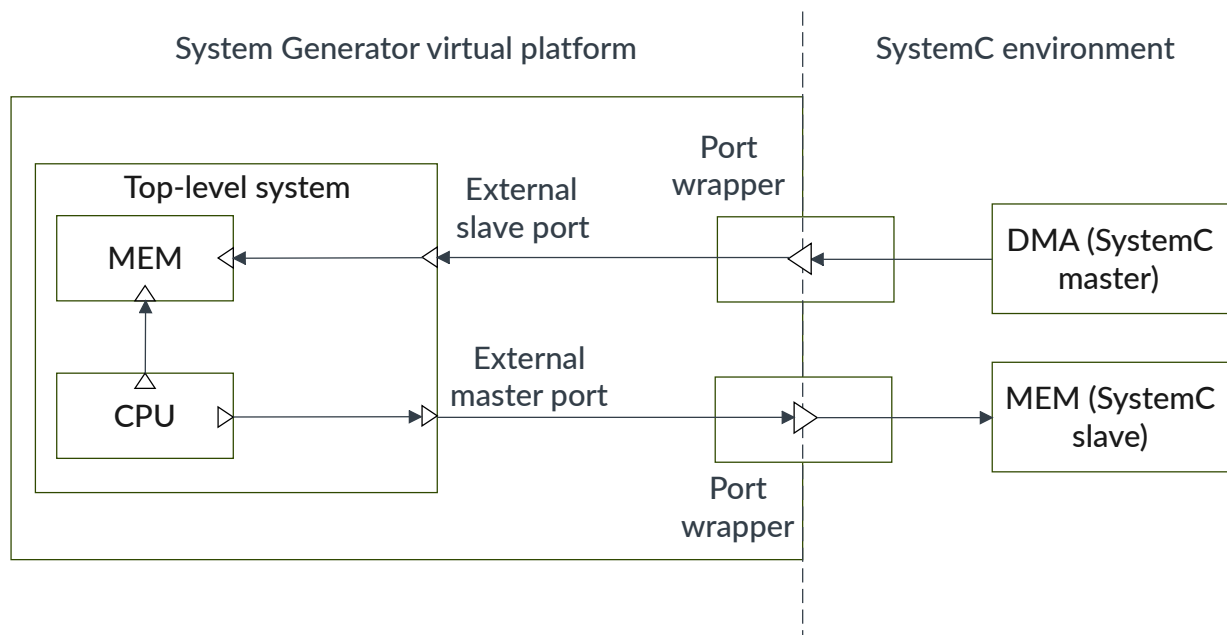 System Generator virtual platform
SystemC environment
Port
wrapper
Top-level system
External
slave port
MEM
DMA (SystemC
master)
External
master port
CPU
MEM (SystemC
slave)
Port
wrapper